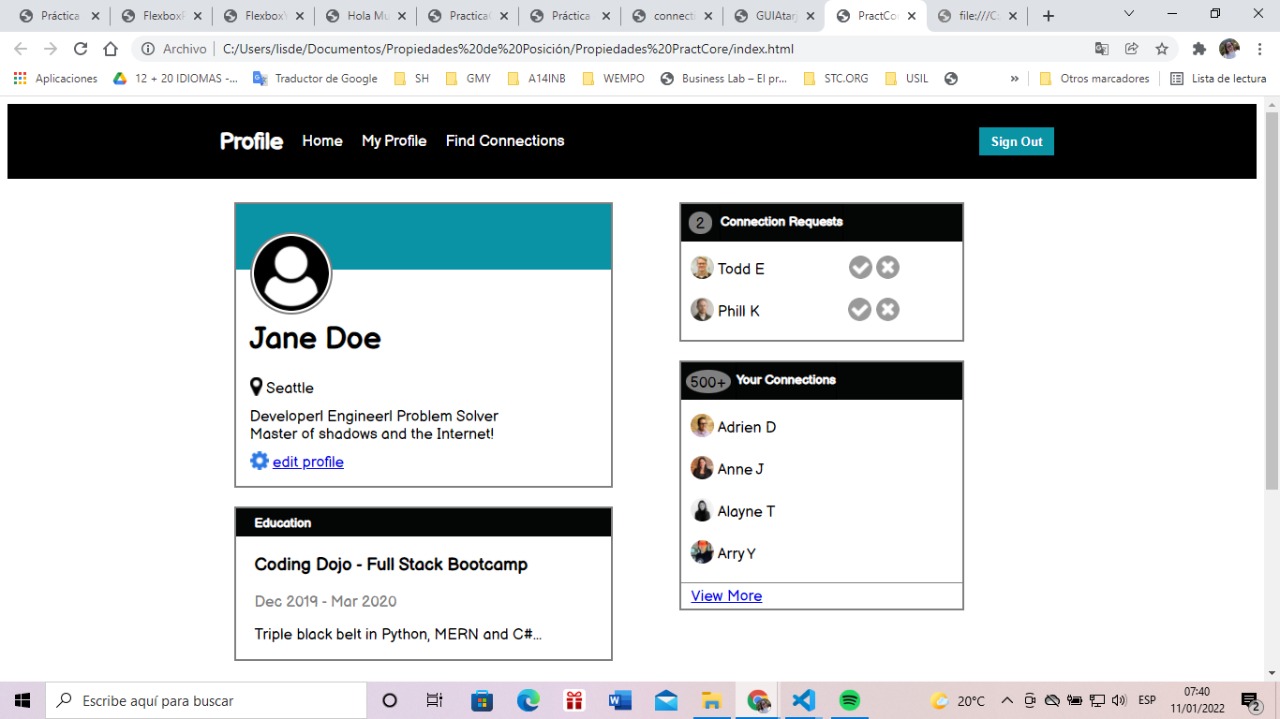 Práctica
Flexbox
Flexbox
Hola Mu
Practica
Práctica
connecti
GUIAtar
PractCo
file:///C:
Archivo | C:/Users/lisde/Documentos/Propiedades%20de%20Posición/Propiedades%20PractCore/index.html
Aplicaciones
12 + 20 IDIOMAS -...
Traductor de Google
SH
GMY
A14INB
WEMPO
Business Lab – El pr...
STC.ORG
USIL
»
Otros marcadores
Lista de lectura
Profile Home My Profile Find Connections Sign Out
Jane Doe
Seattle
Developer| Engineer| Problem Solver
Master of shadows and the Internet!
edit profile
Education
Coding Dojo - Full Stack Bootcamp
Dec 2019 - Mar 2020
Triple black belt in Python, MERN and C#...
2 Connection Requests
Todd E
Phill K
500+ Your Connections
Adrien D
Anne J
Alayne T
Arry Y
View More
Escribe aquí para buscar
20°C
ESP
07:40
11/01/2022
2